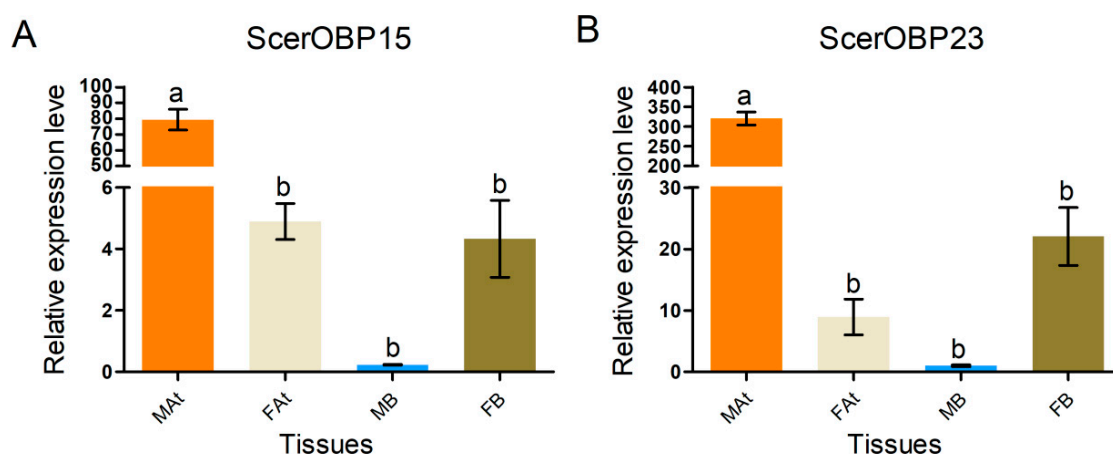 A
ScerOBP15
Relative expression leve
100
90
80
70
60
50
6
4
2
0
a
b
b
b
MAt
FAt
MB
FB
Tissues
B
ScerOBP23
Relative expression leve
400
350
300
250
200
30
20
10
0
a
b
b
b
MAt
FAt
MB
FB
Tissues